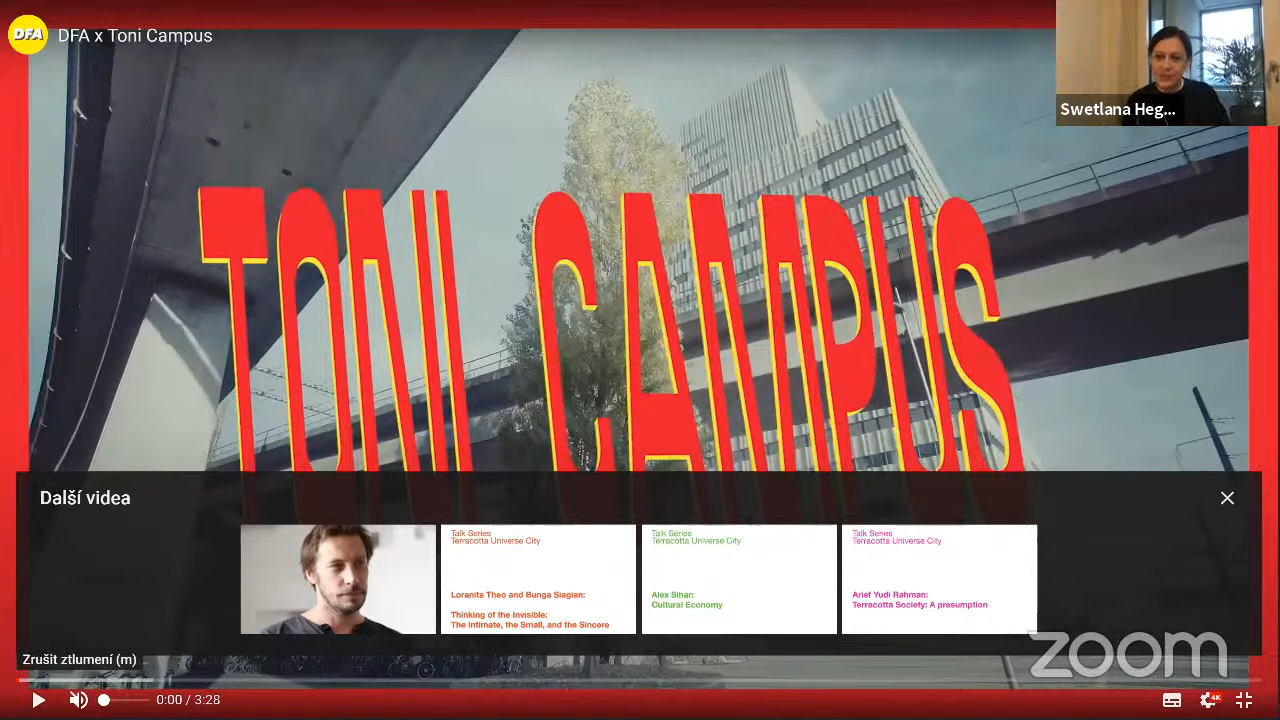 DFA
DFA x Toni Campus
Swetlana Heg...
TONI CAMPUS
Další videa
Talk Series
Terracotta Universe City
Loranita Theo and Bunga Siagian:
Thinking of the Invisible:
The Intimate, the Small, and the Sincere
Talk Series
Terracotta Universe City
Alex Sihar:
Cultural Economy
Talk Series
Terracotta Universe City
Arief Yudi Rahman:
Terracotta Society: A presumption
zoom
Zrušit ztlumení (m)
0:00 / 3:28
4K